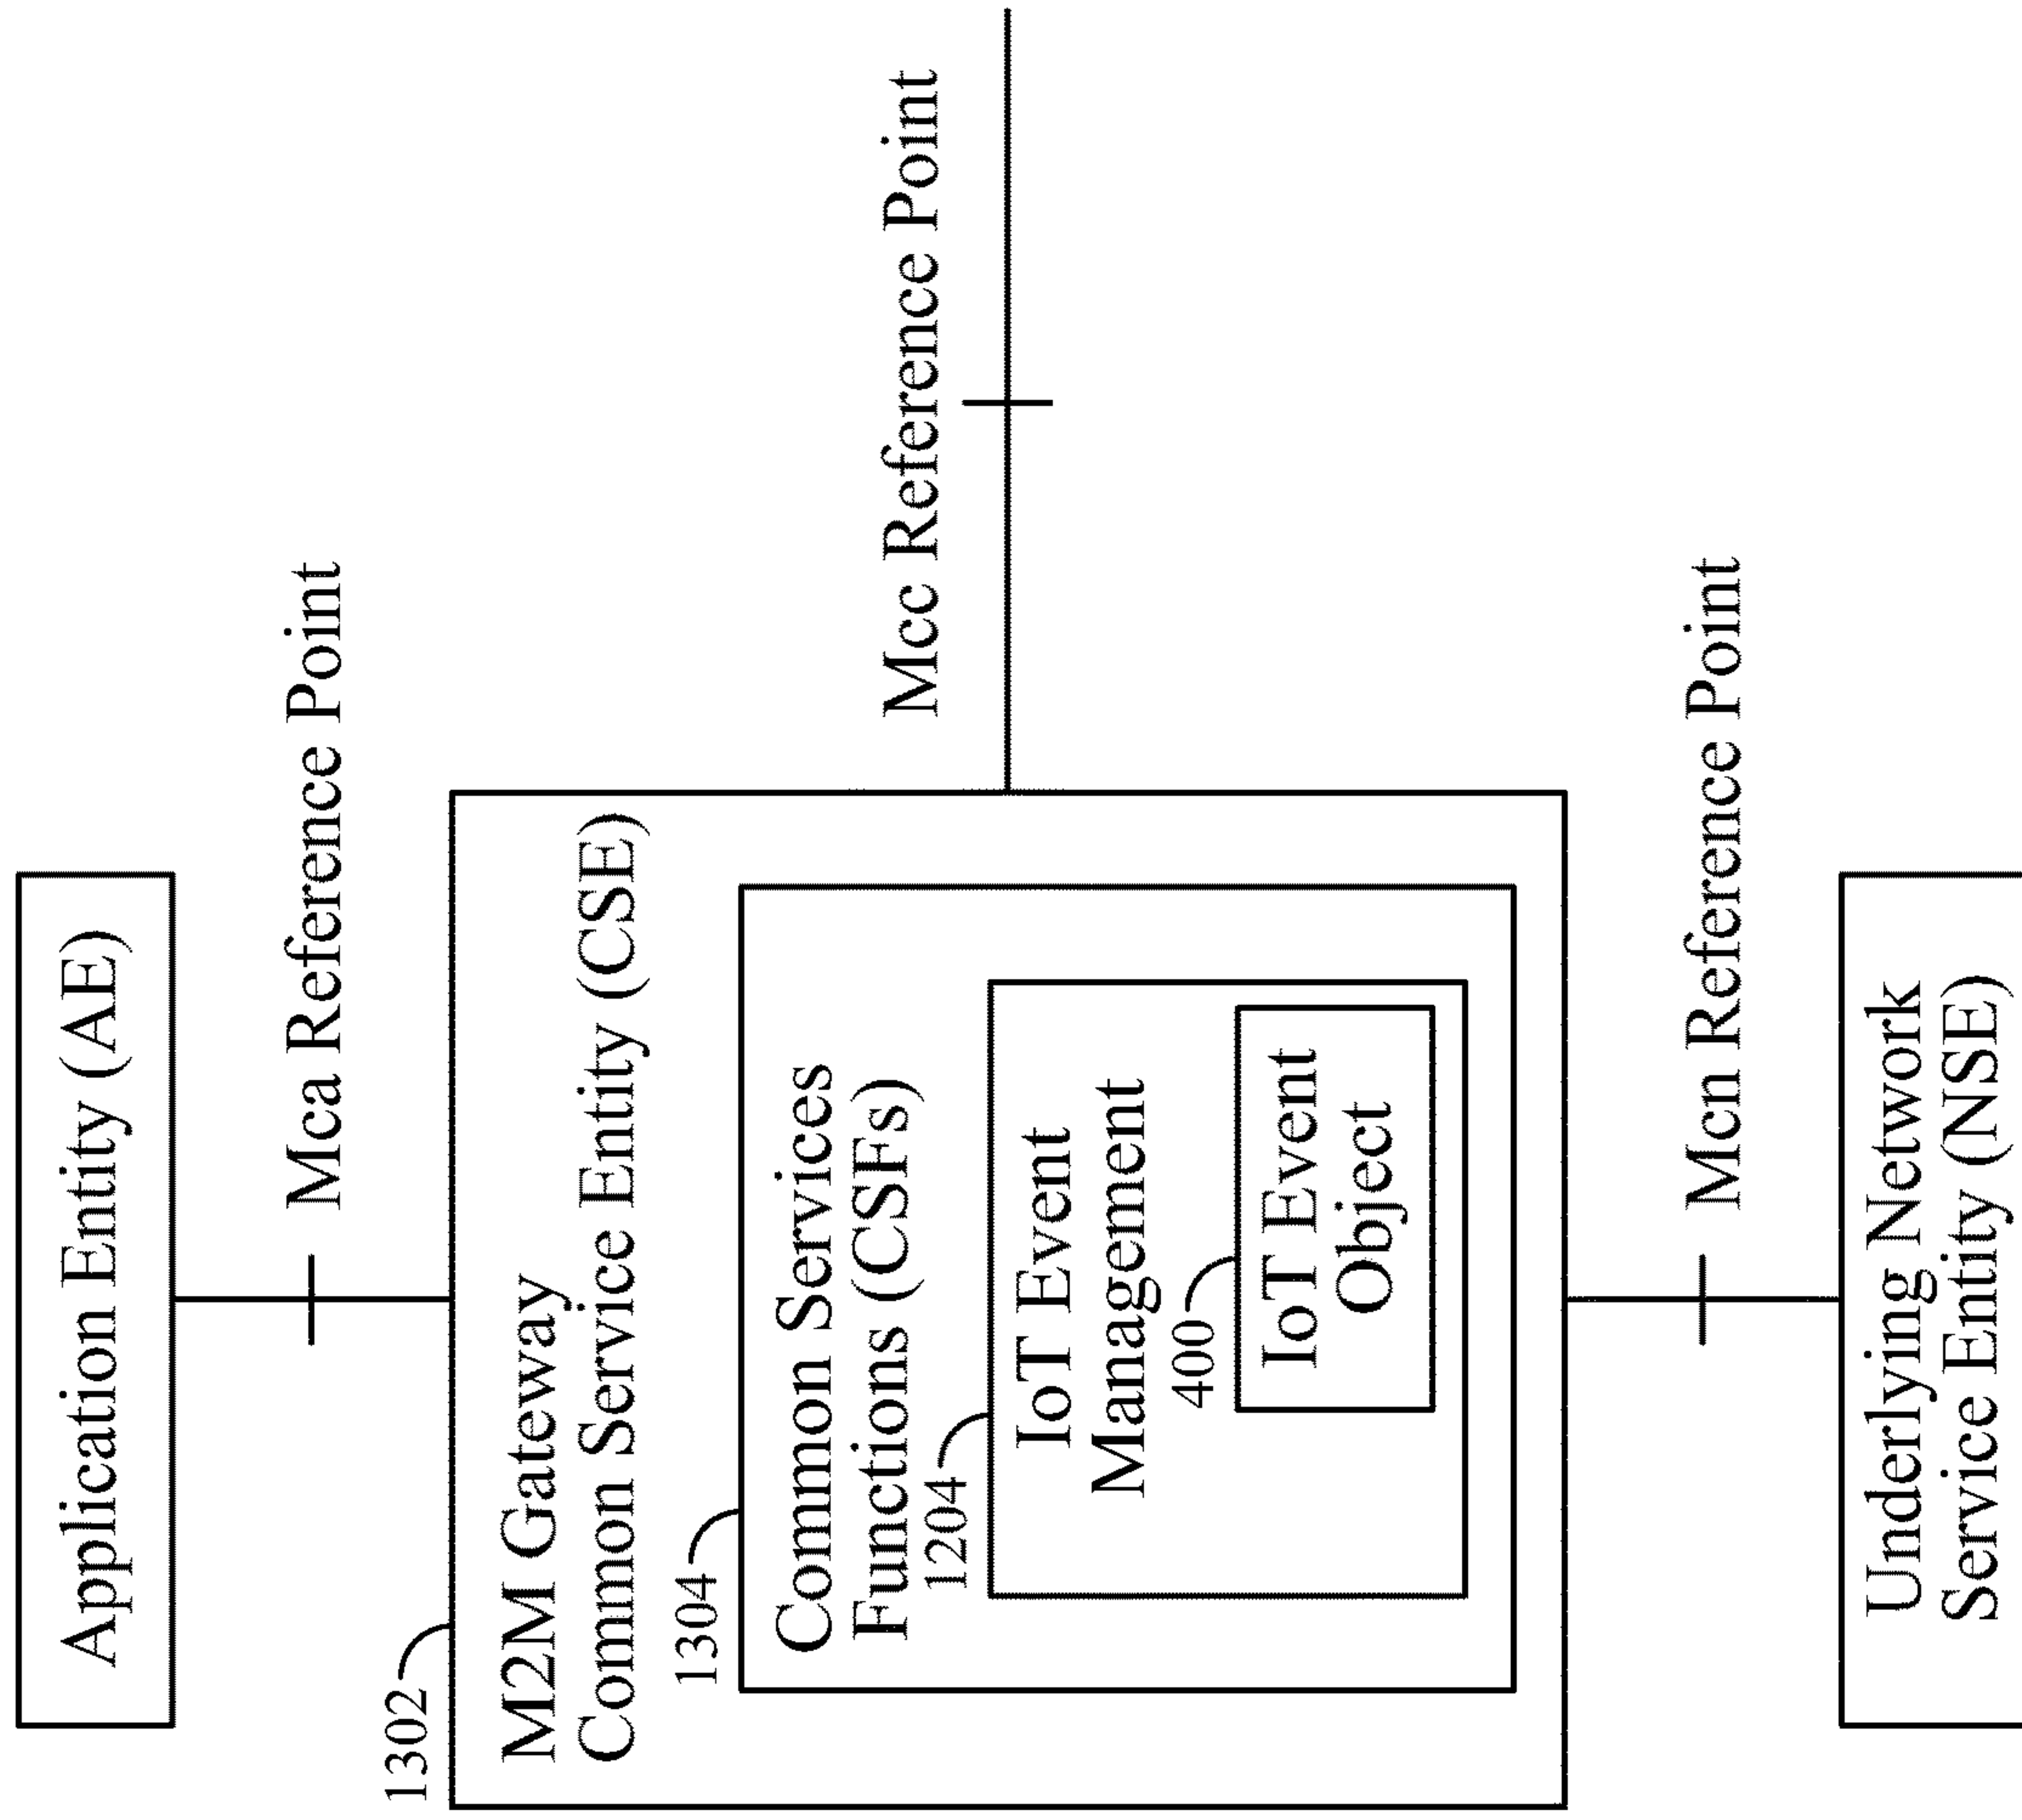 Application Entity (AE)
Mca Reference Point
1302
M2M Gateway
Common Service Entity (CSE)
1304
Common Services
Functions (CSFs)
Mcc Reference Point
1204
IoT Event
Management
400
IoT Event
Object
Mcn Reference Point
Underlying Network
Service Entity (NSE)